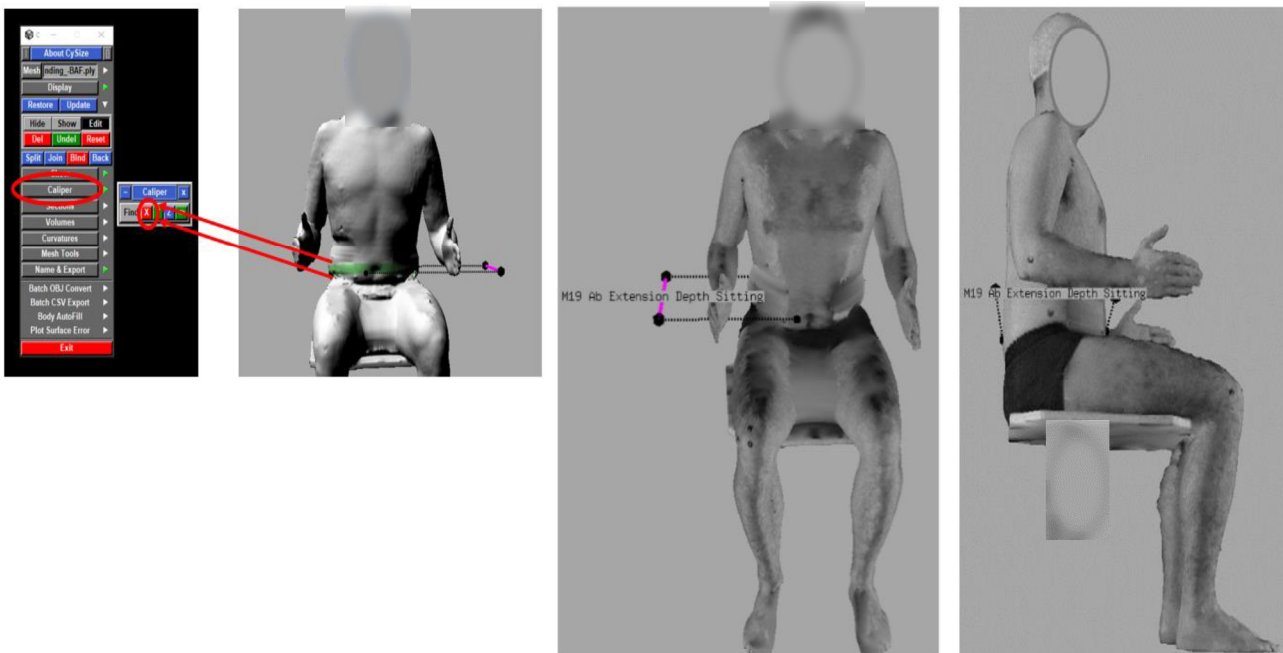 C
About CySize
Mesh nding_-BAF.ply
Display
Restore Update
Hide Show Edit
Del Undel Reset
Split Join Bind Back
Caliper
Sections
Volumes
Curvatures
Mesh Tools
Name & Export
Batch OBJ Convert
Batch CSV Export
Body AutoFill
Plot Surface Error
Exit
Caliper x
Find X Z
M19 Ab Extension Depth Sitting
M19 Ab Extension Depth Sitting